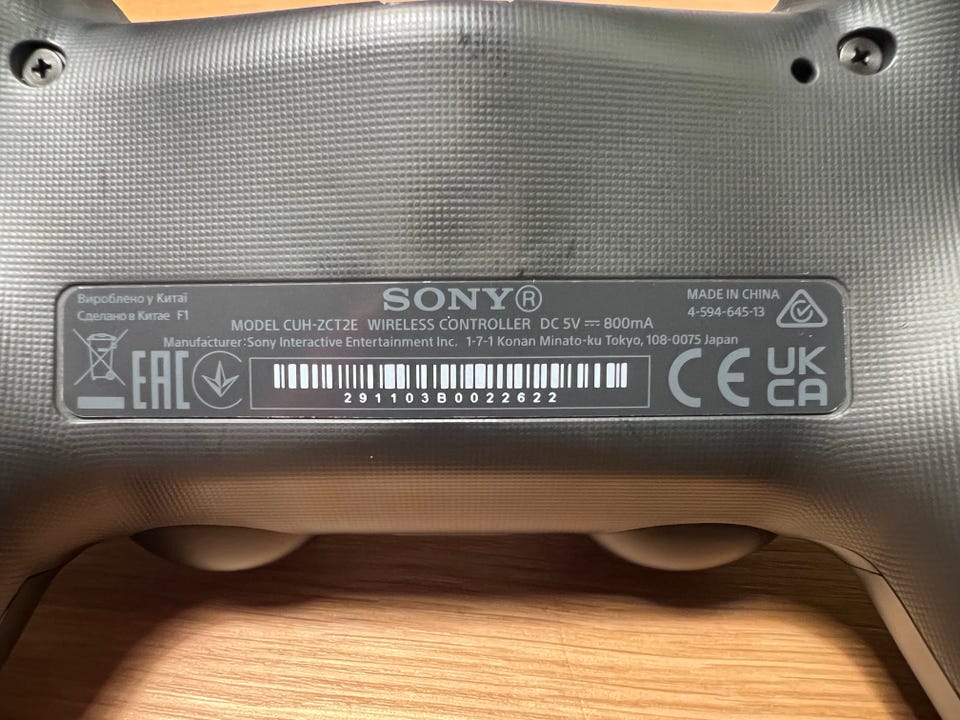 Вироблено у Китаї
Сделано в Китае F1
SONY®
MADE IN CHINA
4-594-645-13
MODEL CUH-ZCT2E WIRELESS CONTROLLER DC 5V ⎓ 800mA
Manufacturer:Sony Interactive Entertainment Inc. 1-7-1 Konan Minato-ku Tokyo, 108-0075 Japan
EAC
291103B0022622
CE
UK
CA